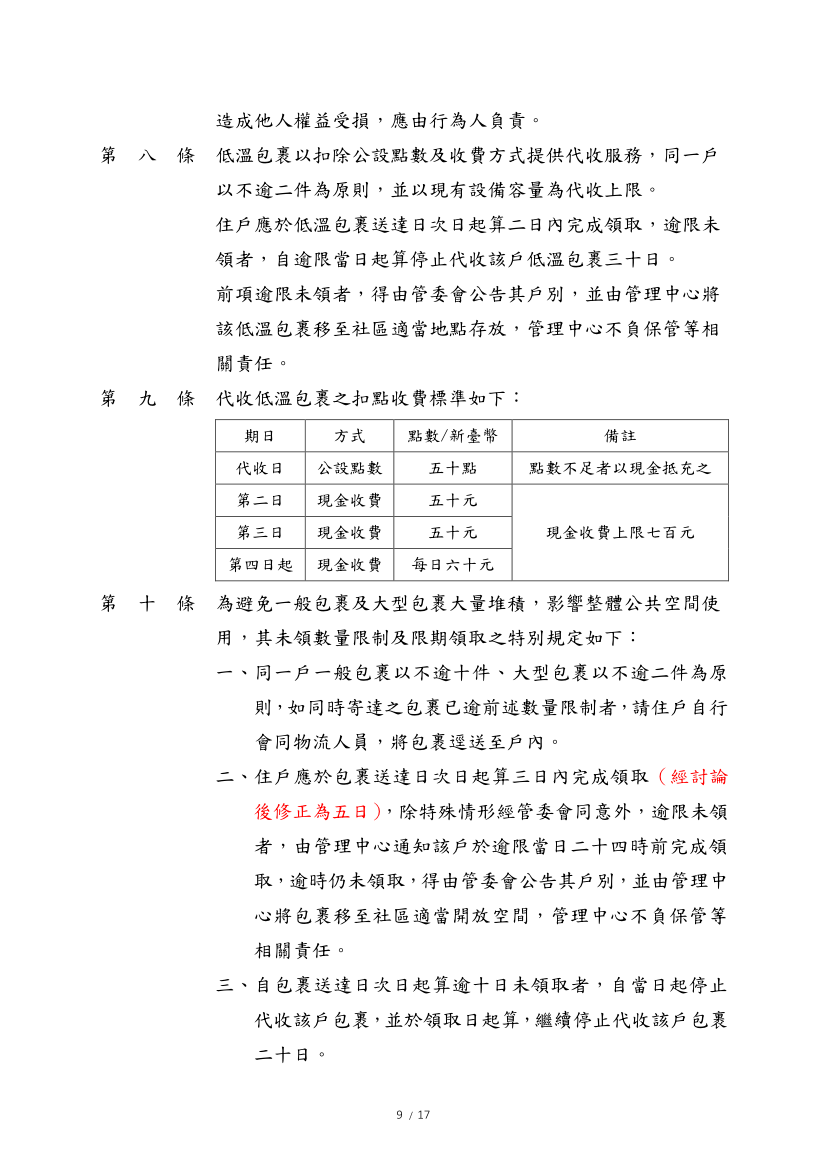 造成他人權益受損，應由行為人負責。
第 八 條 低溫包裹以扣除公設點數及收費方式提供代收服務，同一戶
以不逾二件為原則，並以現有設備容量為代收上限。
住戶應於低溫包裹送達日次日起算二日內完成領取，逾限未
領者，自逾限當日起算停止代收該戶低溫包裹三十日。
前項逾限未領者，得由管委會公告其戶別，並由管理中心將
該低溫包裹移至社區適當地點存放，管理中心不負保管等相
關責任。
第 九 條 代收低溫包裹之扣點收費標準如下：
期日 方式 點數/新臺幣 備註
代收日 公設點數 五十點 點數不足者以現金抵充之
第二日 現金收費 五十元
第三日 現金收費 五十元 現金收費上限七百元
第四日起 現金收費 每日六十元
第 十 條 為避免一般包裹及大型包裹大量堆積，影響整體公共空間使
用，其未領數量限制及限期領取之特別規定如下：
一、同一戶一般包裹以不逾十件、大型包裹以不逾二件為原
則，如同時寄達之包裹已逾前述數量限制者，請住戶自行
會同物流人員，將包裹逕送至戶內。
二、住戶應於包裹送達日次日起算三日內完成領取（經討論
後修正為五日），除特殊情形經管委會同意外，逾限未領
者，由管理中心通知該戶於逾限當日二十四時前完成領
取，逾時仍未領取，得由管委會公告其戶別，並由管理中
心將包裹移至社區適當開放空間，管理中心不負保管等
相關責任。
三、自包裹送達日次日起算逾十日未領取者，自當日起停止
代收該戶包裹，並於領取日起算，繼續停止代收該戶包裹
二十日。
9 / 17